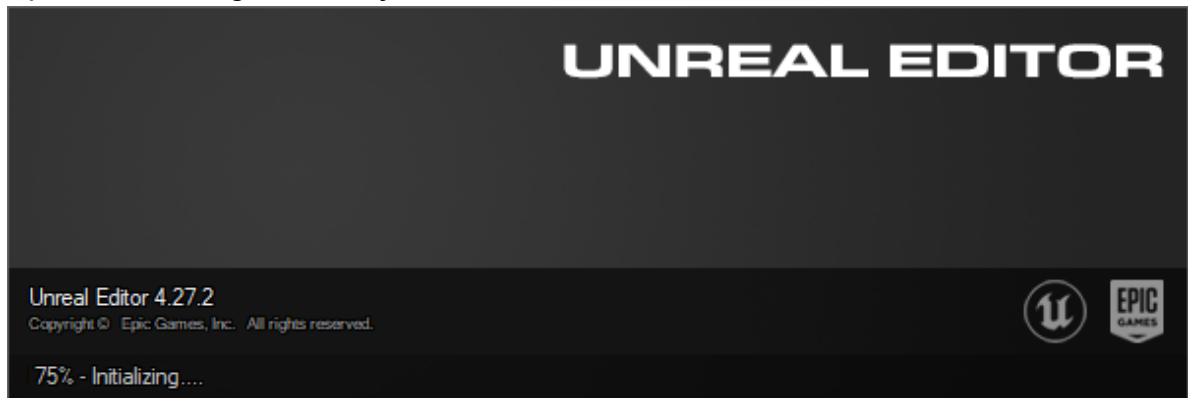 UNREAL EDITOR
Unreal Editor 4.27.2
Copyright © Epic Games, Inc. All rights reserved.
EPIC
GAMES
75% - Initializing....